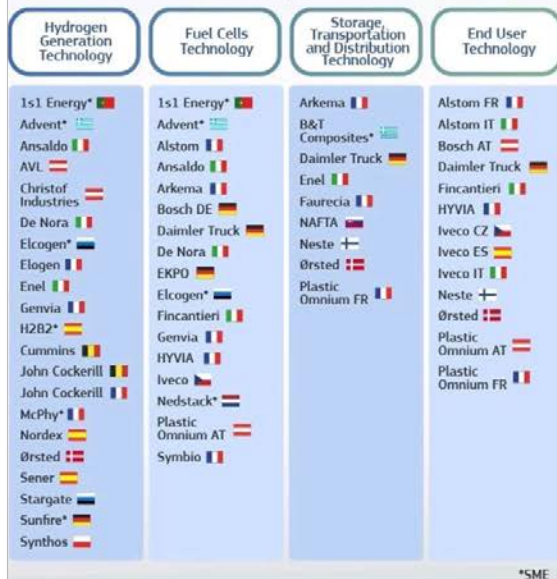 Hydrogen
Generation
Technology
1s1 Energy*
Advent*
Ansaldo
AVL
Christof
Industries
De Nora
Elcogen*
Elogen
Enel
Genvia
H2B2*
Cummins
John Cockerill
John Cockerill
McPhy*
Nordex
Ørsted
Sener
Stargate
Sunfire*
Synthos
Fuel Cells
Technology
1s1 Energy*
Advent*
Alstom
Ansaldo
Arkema
Bosch DE
Daimler Truck
De Nora
EKPO
Elcogen*
Fincantieri
Genvia
HYVIA
Iveco
Nedstack*
Plastic
Omnium AT
Symbio
Storage,
Transportation
and Distribution
Technology
Arkema
B&T
Composites*
Daimler Truck
Enel
Faurecia
NAFTA
Neste
Ørsted
Plastic
Omnium FR
End User
Technology
Alstom FR
Alstom IT
Bosch AT
Daimler Truck
Fincantieri
HYVIA
Iveco CZ
Iveco ES
Iveco IT
Neste
Ørsted
Plastic
Omnium AT
Plastic
Omnium FR
*SME